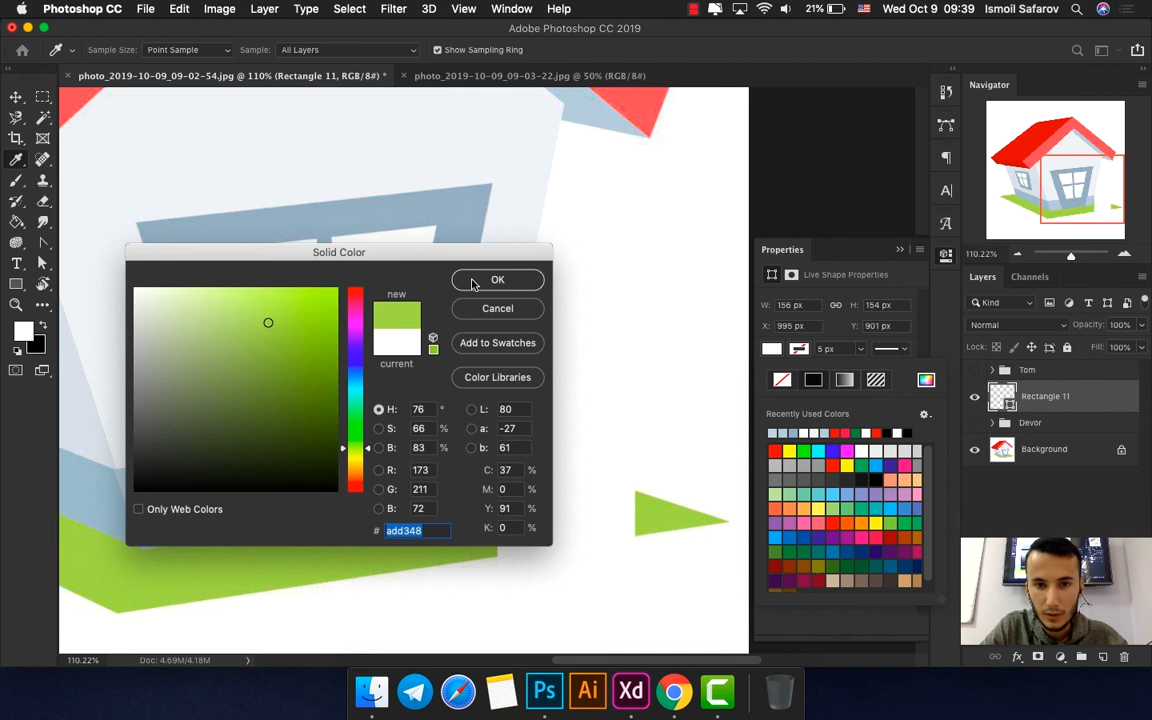 Photoshop CC File Edit Image Layer Type Select Filter 3D View Window Help 21% Wed Oct 9 09:39 Ismoil Safarov
Adobe Photoshop CC 2019
Sample Size: Point Sample Sample: All Layers Show Sampling Ring
photo_2019-10-09_09-02-54.jpg @ 110% (Rectangle 11, RGB/8#) * photo_2019-10-09_09-03-22.jpg @ 50% (RGB/8#)
Navigator
110.22%
Properties
Live Shape Properties
W: 156 px H: 154 px
X: 995 px Y: 901 px
5 px
Recently Used Colors
Layers Channels
Kind
Normal Opacity: 100%
Lock: Fill: 100%
Tom
Rectangle 11
Devor
Background
Solid Color
new
current
OK
Cancel
Add to Swatches
Color Libraries
H: 76 ° L: 80
S: 66 % a: -27
B: 83 % b: 61
R: 173 C: 37 %
G: 211 M: 0 %
B: 72 Y: 91 %
# add348 K: 0 %
Only Web Colors
110.22% Doc: 4.69M/4.18M
Ps Ai Xd C